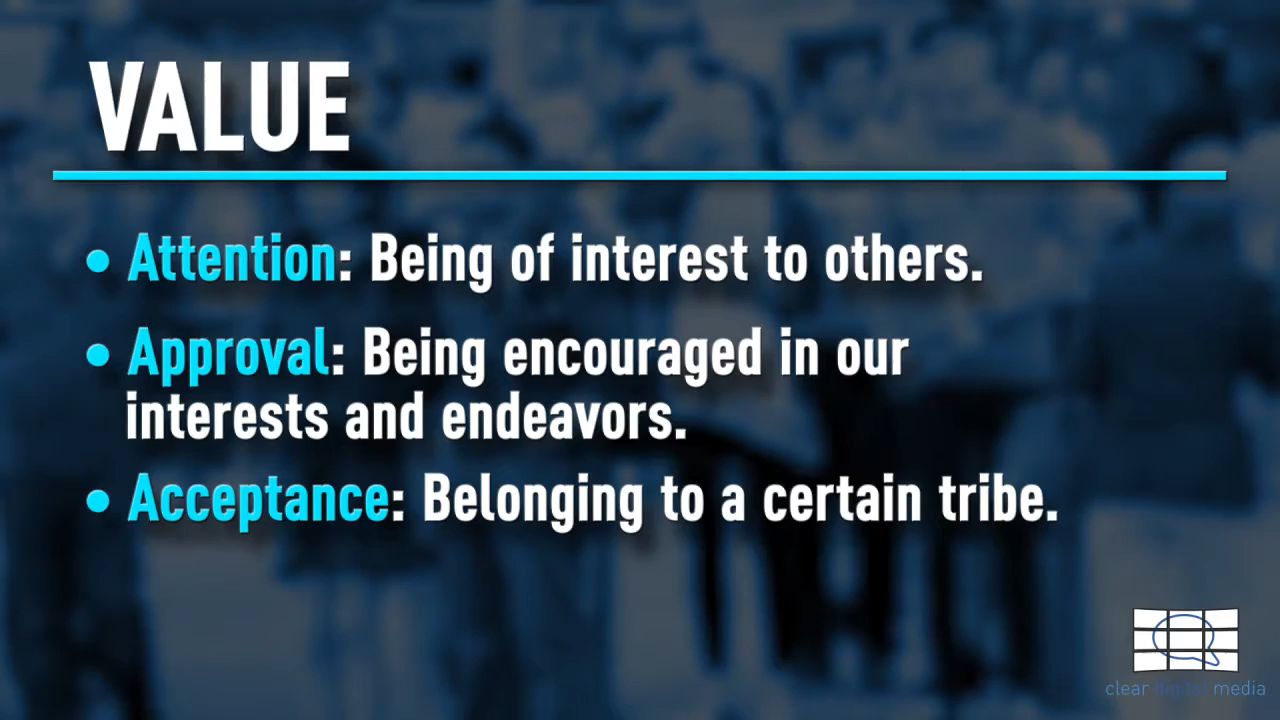 VALUE
• Attention: Being of interest to others.
• Approval: Being encouraged in our
interests and endeavors.
• Acceptance: Belonging to a certain tribe.
clear digital media